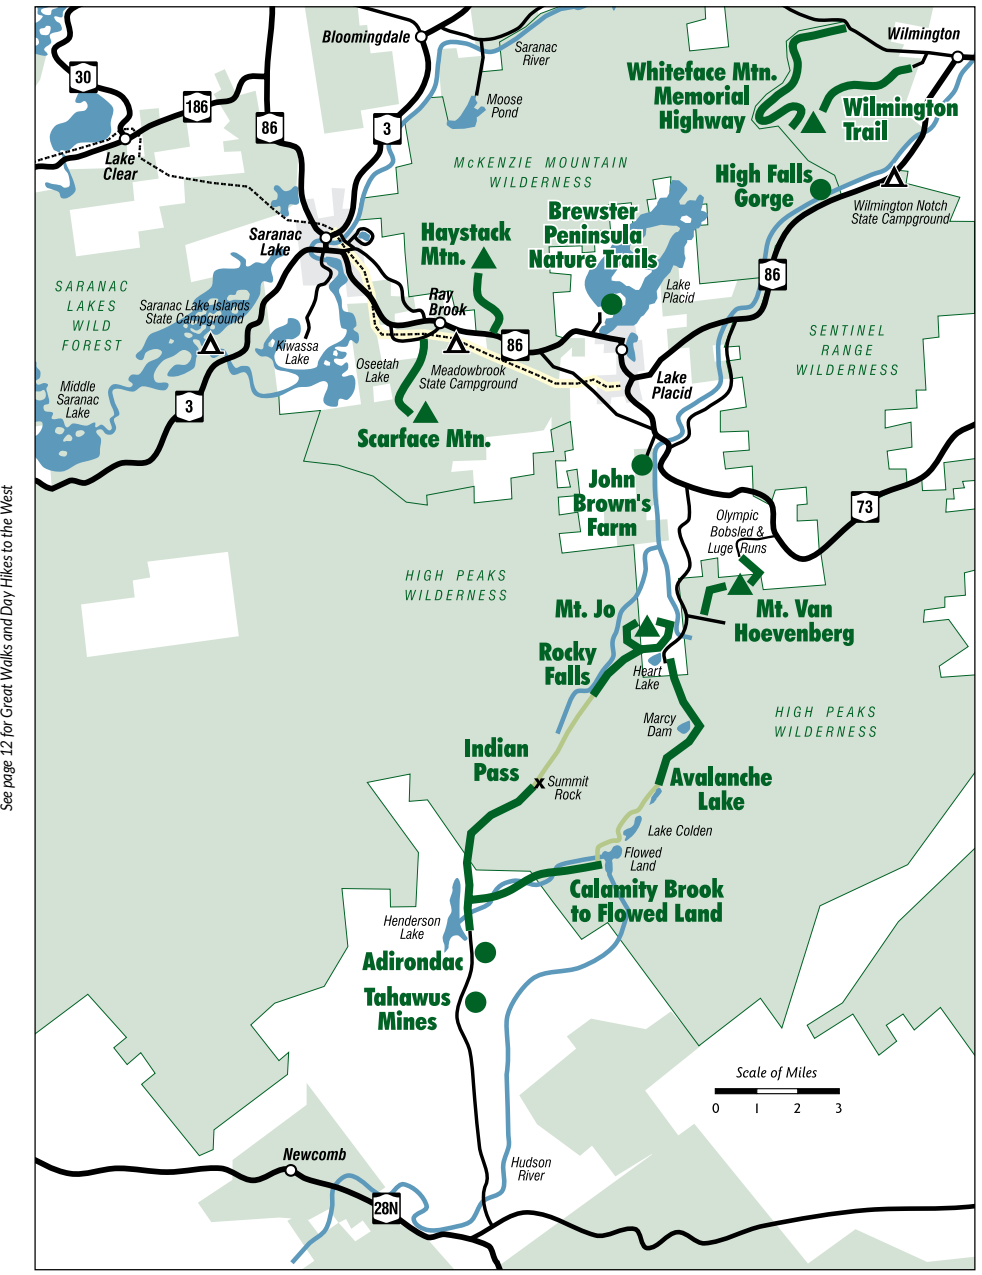 Bloomingdale
Saranac
River
Wilmington
30
186
86
3
Moose
Pond
Whiteface Mtn.
Memorial
Highway
Wilmington
Trail
Lake
Clear
McKENZIE MOUNTAIN
WILDERNESS
High Falls
Gorge
Wilmington Notch
State Campground
Saranac
Lake
Haystack
Mtn.
Brewster
Peninsula
Nature Trails
86
Lake
Placid
SARANAC
LAKES
WILD
FOREST
Saranac Lake Islands
State Campground
Ray
Brook
86
SENTINEL
RANGE
WILDERNESS
Kiwassa
Lake
Oseetah
Lake
Meadowbrook
State Campground
Lake
Placid
Middle
Saranac
Lake
3
Scarface Mtn.
John
Brown's
Farm
73
Olympic
Bobsled &
Luge Runs
HIGH PEAKS
WILDERNESS
Mt. Jo
Mt. Van
Hoevenberg
Rocky
Falls
Heart
Lake
Marcy
Dam
HIGH PEAKS
WILDERNESS
Indian
Pass
x Summit
Rock
Avalanche
Lake
Lake Colden
Flowed
Land
Calamity Brook
to Flowed Land
Henderson
Lake
Adirondac
Tahawus
Mines
Scale of Miles
0 1 2 3
Newcomb
Hudson
River
28N
See page 12 for Great Walks and Day Hikes to the West